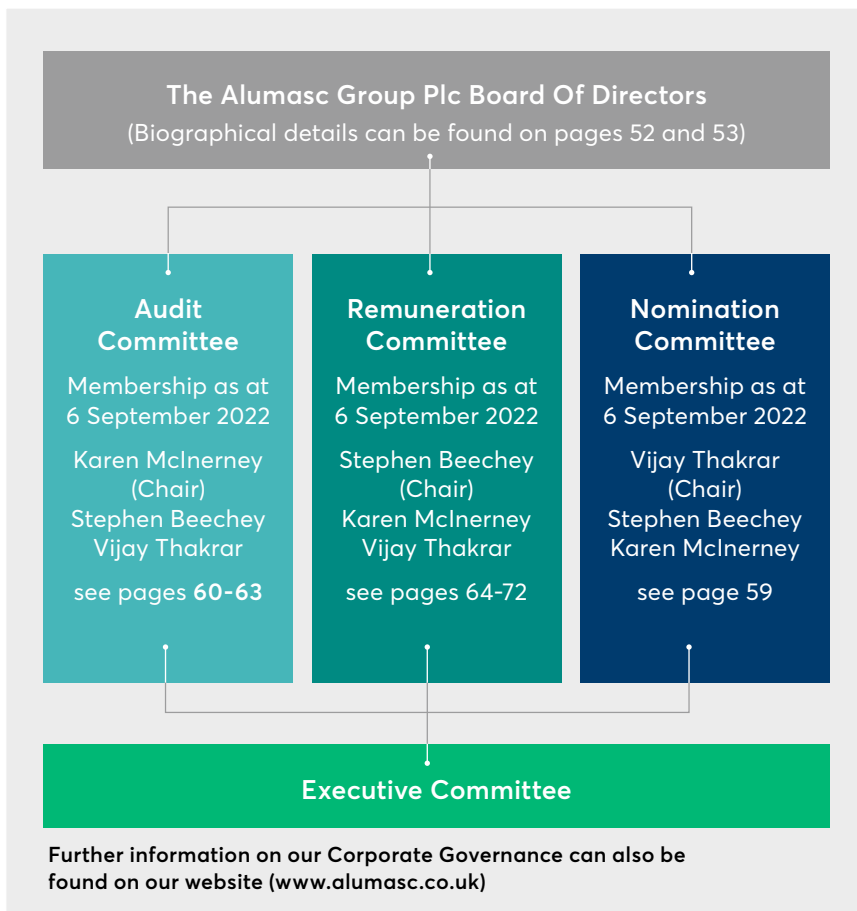 The Alumasc Group Plc Board Of Directors
(Biographical details can be found on pages 52 and 53)
Audit
Committee
Membership as at
6 September 2022
Karen McInerney
(Chair)
Stephen Beechey
Vijay Thakrar
see pages 60-63
Remuneration
Committee
Membership as at
6 September 2022
Stephen Beechey
(Chair)
Karen McInerney
Vijay Thakrar
see pages 64-72
Nomination
Committee
Membership as at
6 September 2022
Vijay Thakrar
(Chair)
Stephen Beechey
Karen McInerney
see page 59
Executive Committee
Further information on our Corporate Governance can also be
found on our website (www.alumasc.co.uk)